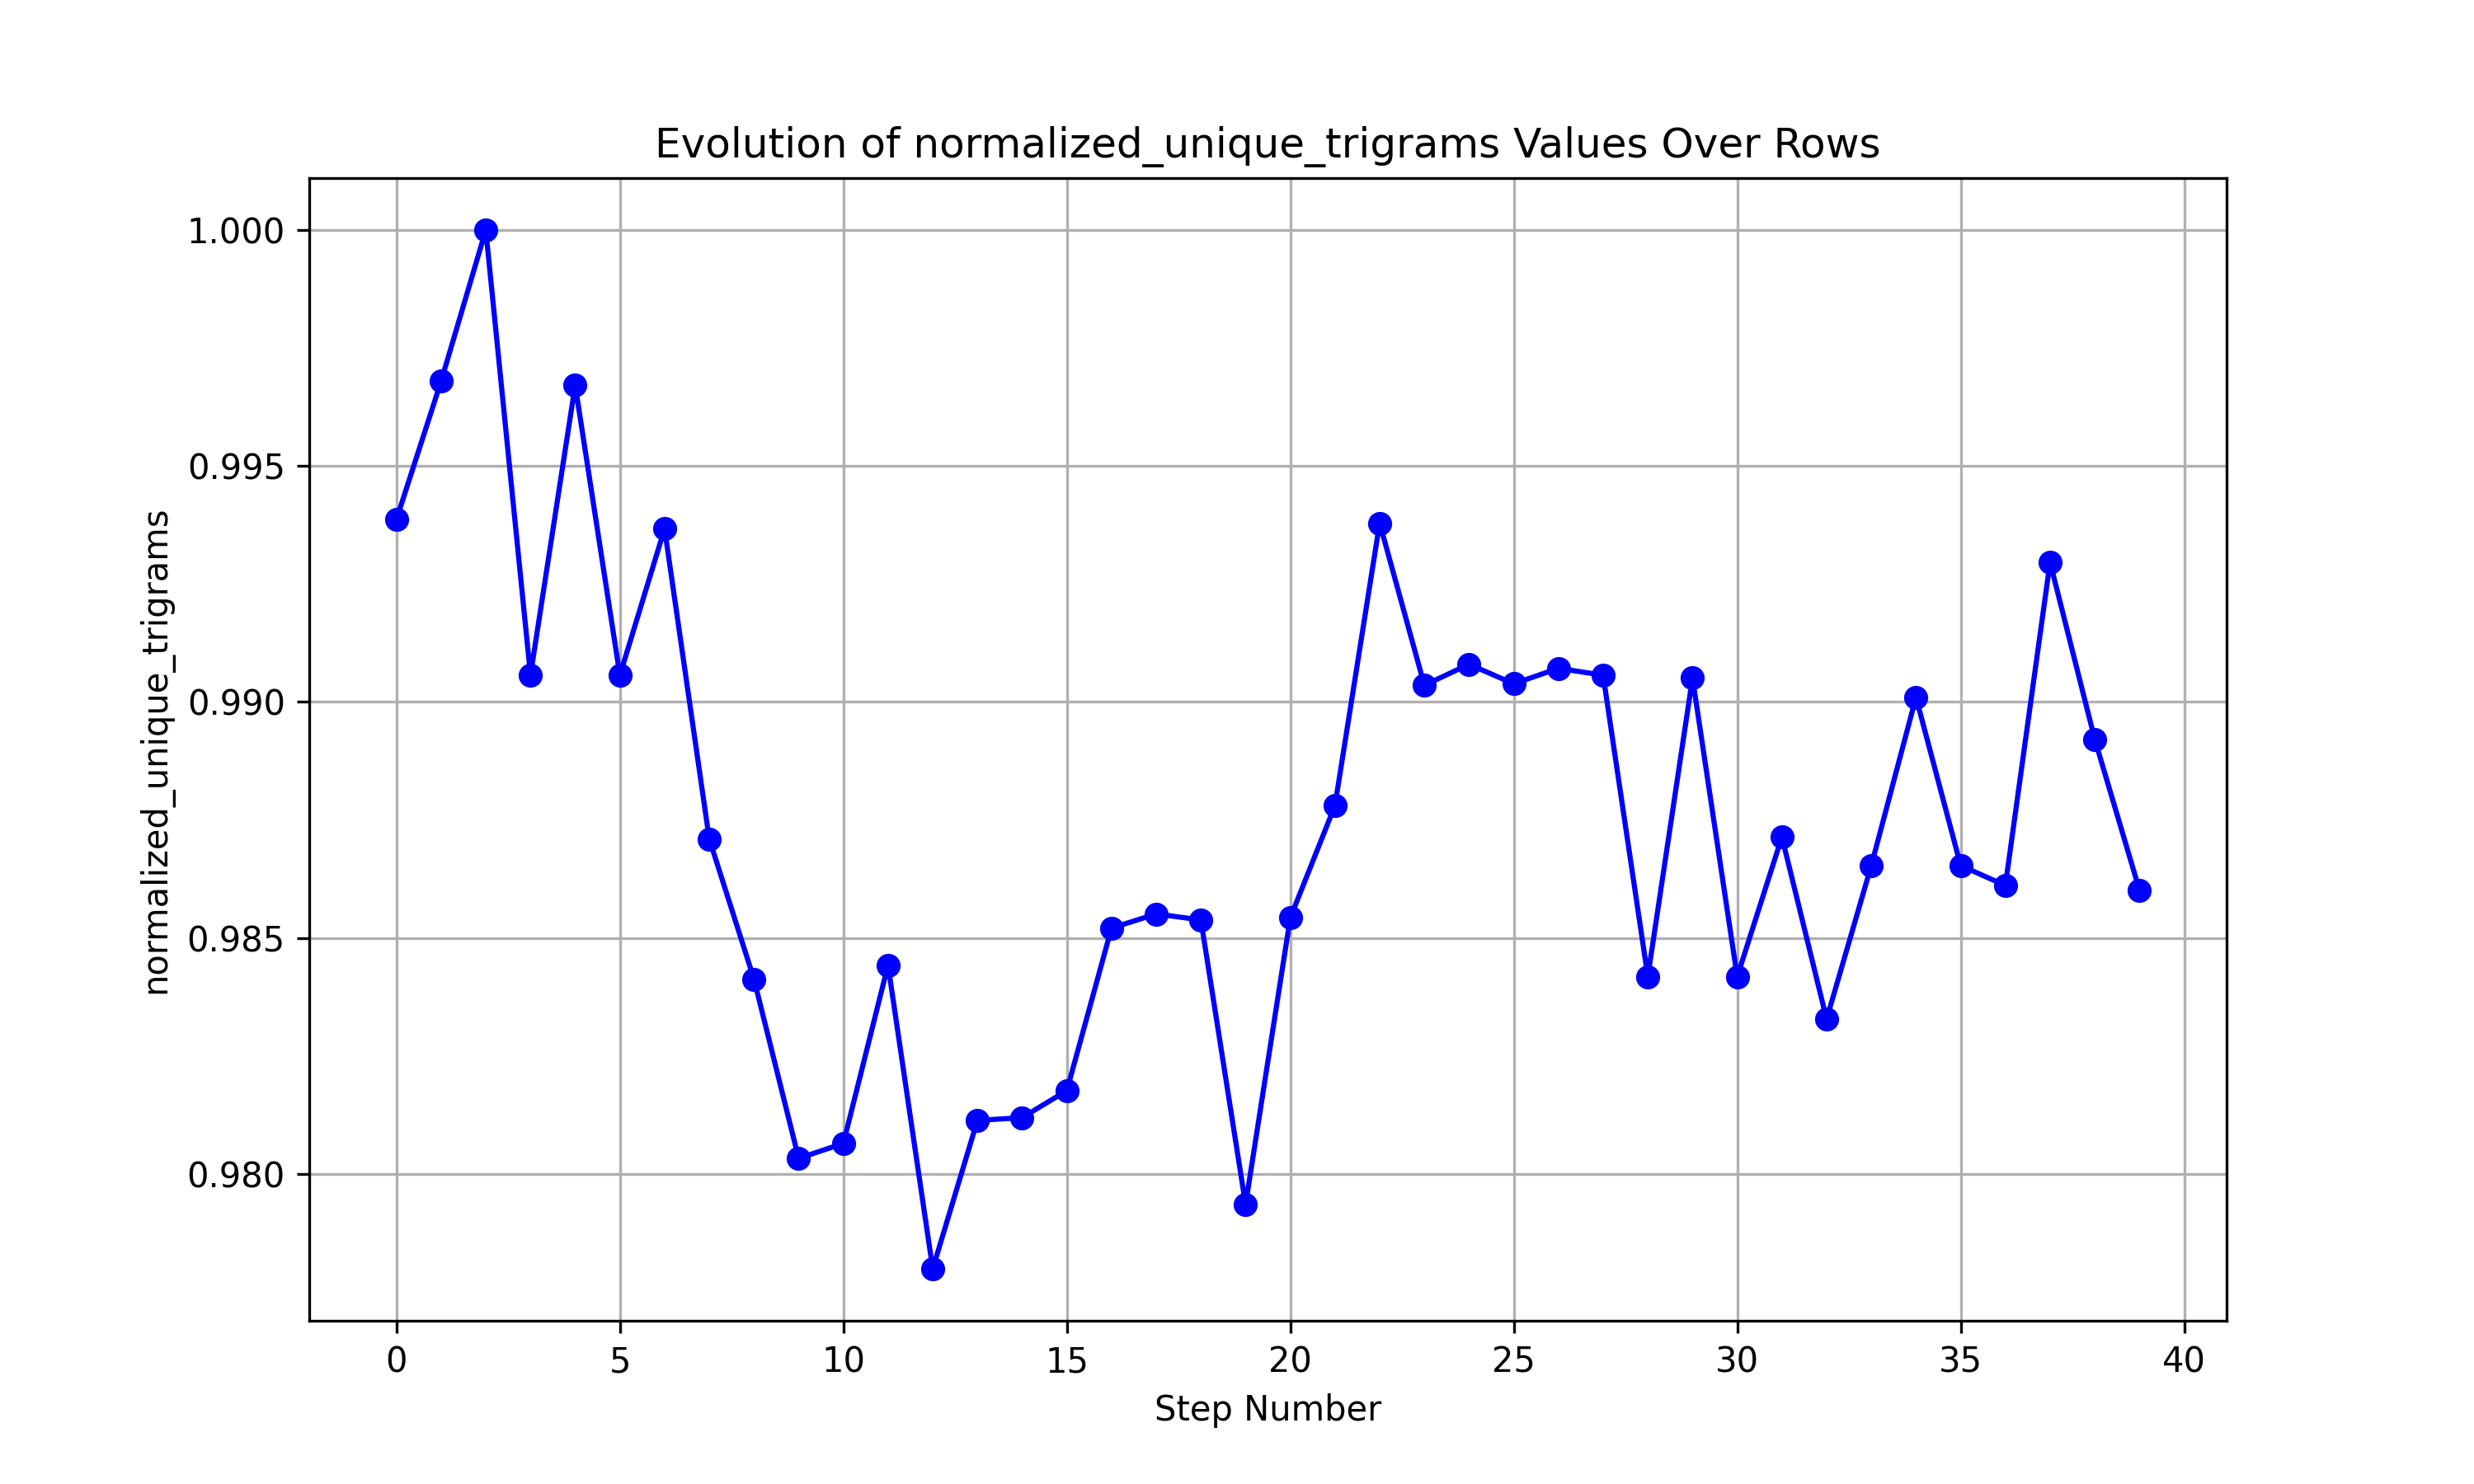 Evolution of normalized_unique_trigrams Values Over Rows
normalized_unique_trigrams
1.000
0.995
0.990
0.985
0.980
0 5 10 15 20 25 30 35 40
Step Number